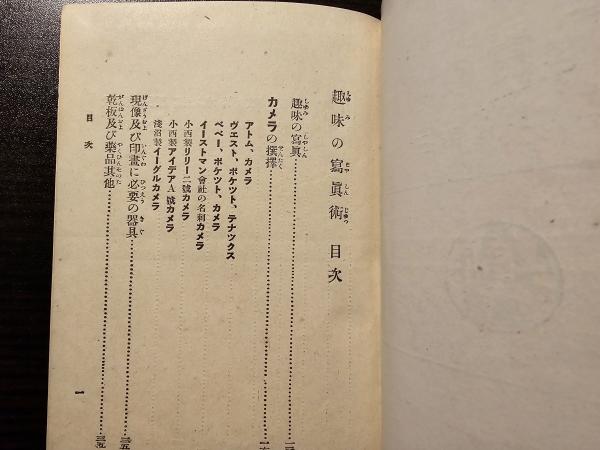 趣味の寫眞術 目次
趣味の寫眞
カメラの撰擇
アトム、カメラ
ヴェスト、ポケツト、テナツクス
ベベー、ポケツト、カメラ
イーストマン會社の名刺カメラ
小西製リリー二號カメラ
小西製アイデアA號カメラ
淺沼製イーグルカメラ
現像及び印畫に必要の器具
乾板及び藥品其他
目次
一